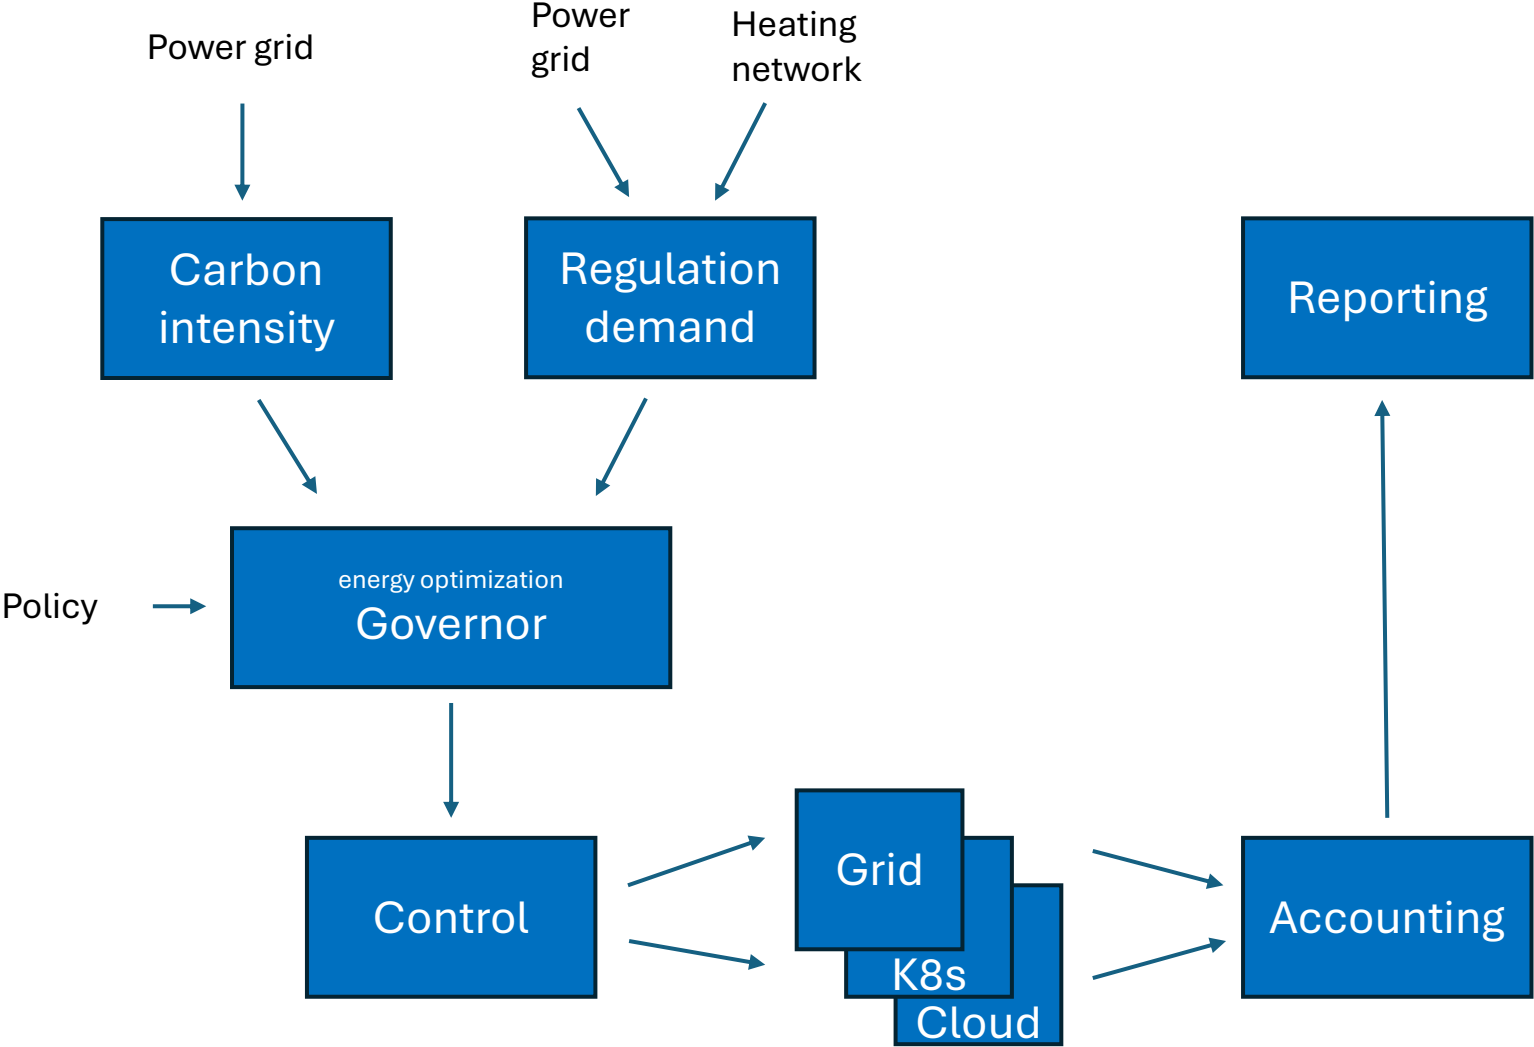 Power grid
Power
grid
Heating
network
Carbon
intensity
Regulation
demand
Reporting
Policy
energy optimization
Governor
Control
Grid
K8s
Cloud
Accounting